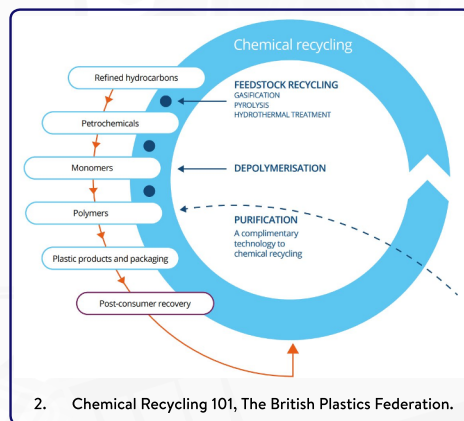 Chemical recycling
Refined hydrocarbons
Petrochemicals
Monomers
Polymers
Plastic products and packaging
Post-consumer recovery
FEEDSTOCK RECYCLING
GASIFICATION
PYROLYSIS
HYDROTHERMAL TREATMENT
DEPOLYMERISATION
PURIFICATION
A complimentary
technology to
chemical recycling
2. Chemical Recycling 101, The British Plastics Federation.